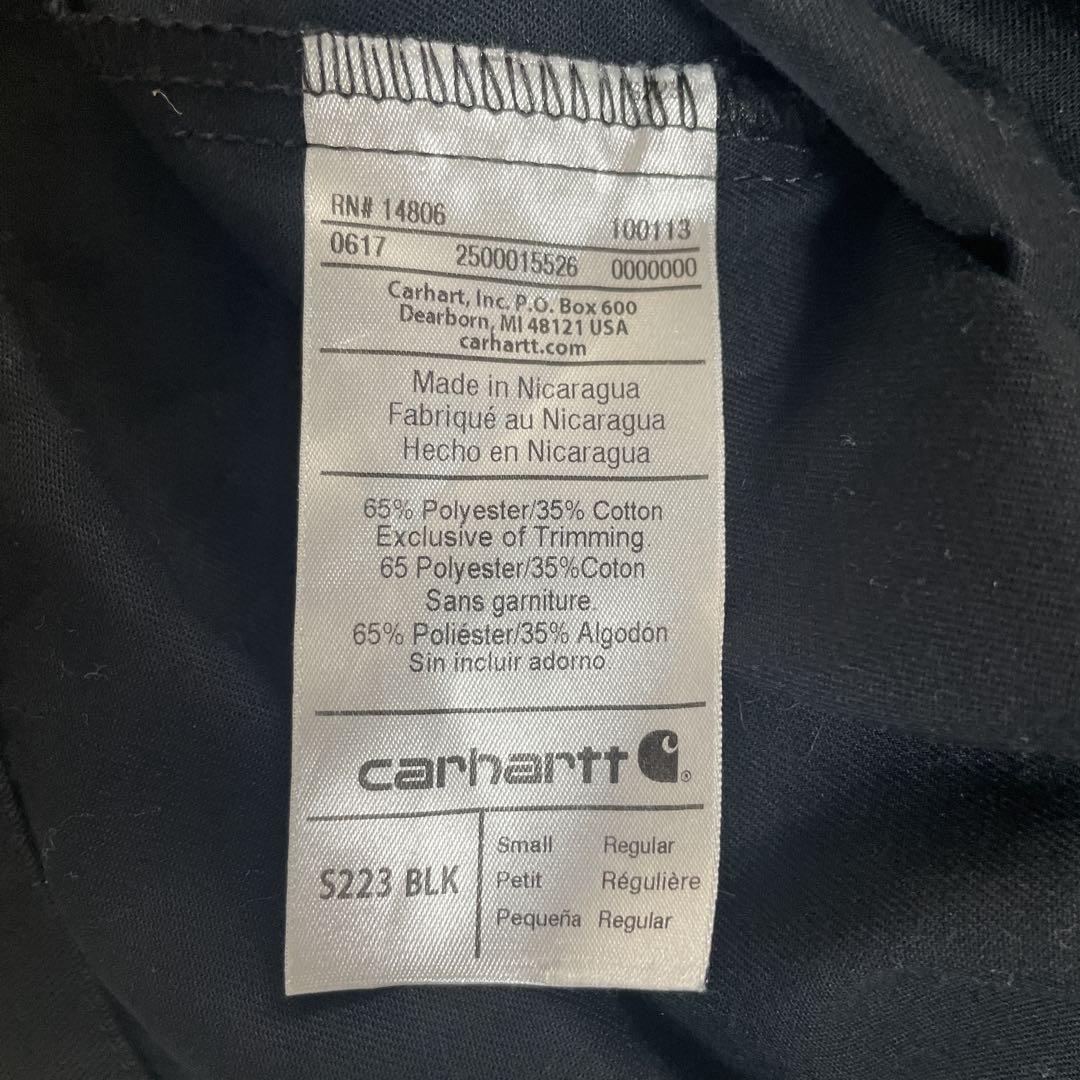 RN# 14806 100113
0617 2500015526 0000000
Carhart, Inc. P.O. Box 600
Dearborn, MI 48121 USA
carhartt.com
Made in Nicaragua
Fabriqué au Nicaragua
Hecho en Nicaragua
65% Polyester/35% Cotton
Exclusive of Trimming.
65 Polyester/35%Coton
Sans garniture.
65% Poliéster/35% Algodón
Sin incluir adorno
carhartt ®
S223 BLK
Small Regular
Petit Régulière
Pequeña Regular